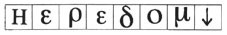 Η ε ρ ε δ ο μ ↓